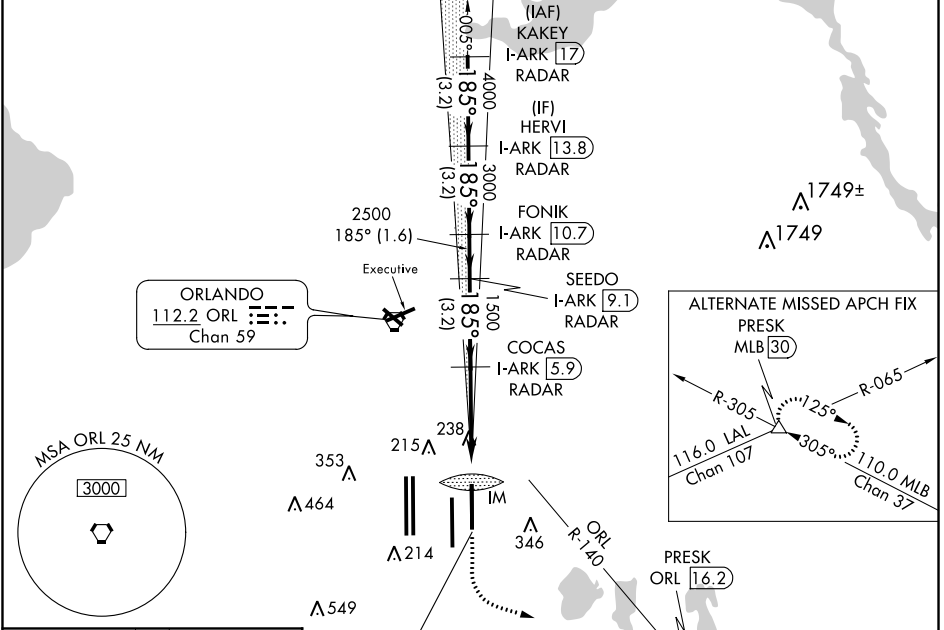 (IAF)
KAKEY
I-ARK 17
RADAR
005°
4000
185°
(3.2)
(IF)
HERVI
I-ARK 13.8
RADAR
3000
185°
(3.2)
1749±
1749
2500
185° (1.6)
FONIK
I-ARK 10.7
RADAR
Executive
SEEDO
I-ARK 9.1
RADAR
ORLANDO
112.2 ORL
Chan 59
1500
185°
(3.2)
COCAS
I-ARK 5.9
RADAR
ALTERNATE MISSED APCH FIX
PRESK
MLB 30
R-305
R-065
125°
305°
116.0 LAL
Chan 107
110.0 MLB
Chan 37
MSA ORL 25 NM
3000
238
215
353
464
IM
346
214
549
ORL
R-140
PRESK
ORL 16.2